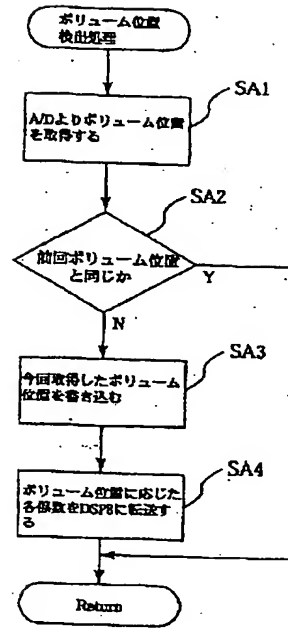 ボリューム位置
検出処理
SA1
A/Dよりボリューム位置
を取得する
SA2
前回ボリューム位置
と同じか
Y
N
SA3
今回取得したボリューム
位置を書き込む
SA4
ボリューム位置に応じた
各係数をDSP8に転送す
る
Return